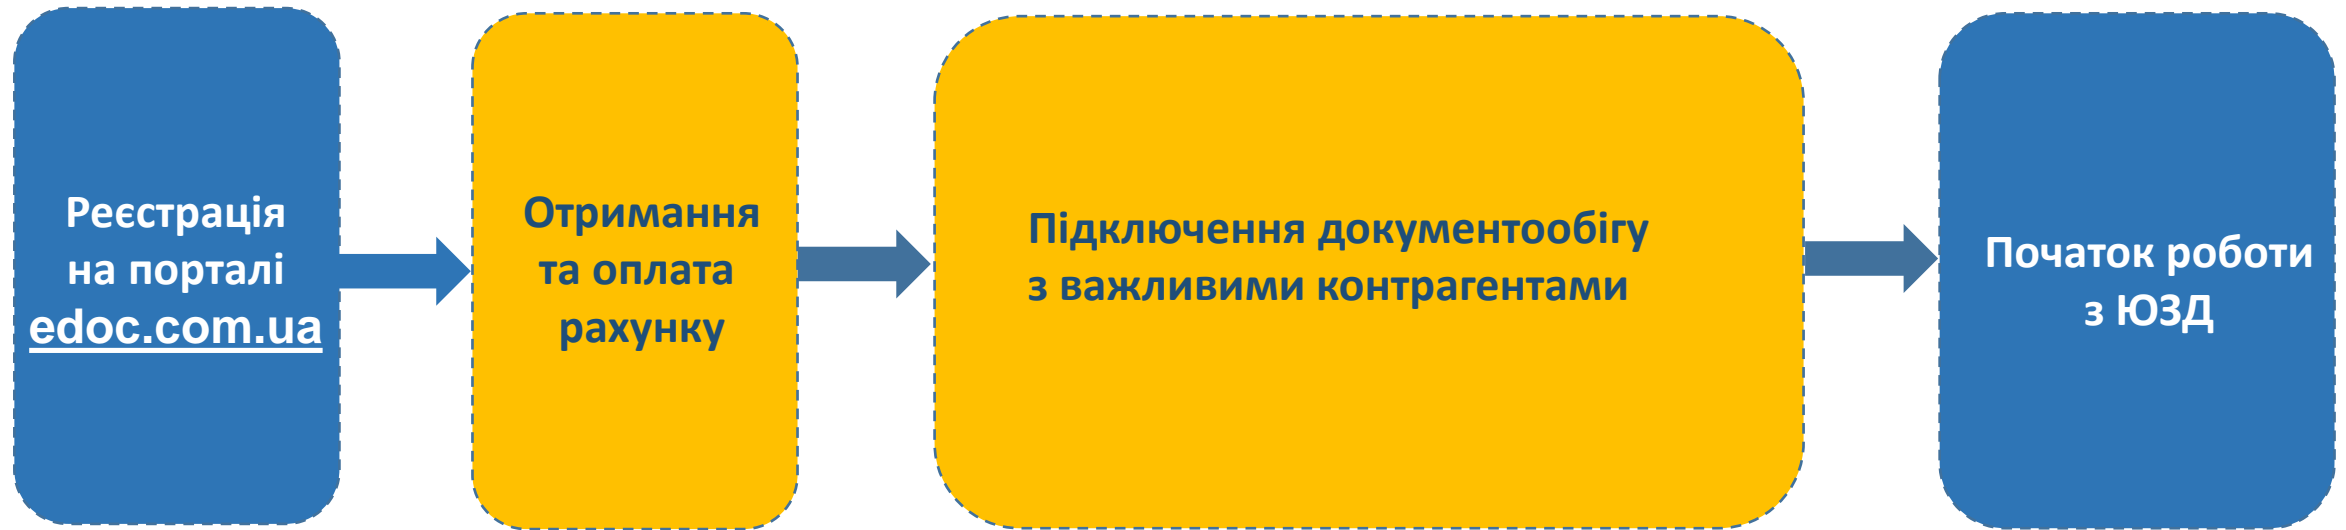 Реєстрація
на порталі
edoc.com.ua
Отримання
та оплата
рахунку
Підключення документообігу
з важливими контрагентами
Початок роботи
з ЮЗД